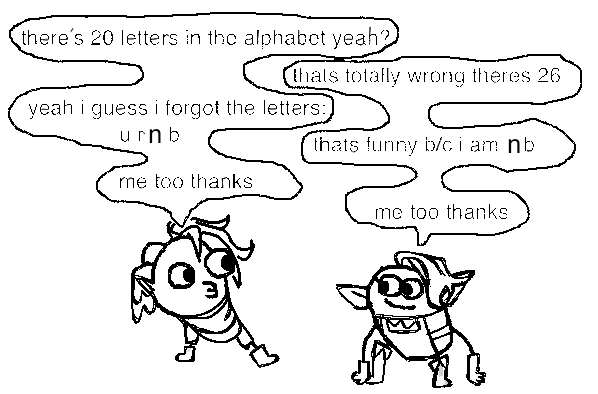 there's 20 letters in the alphabet yeah?
thats totally wrong theres 26
yeah i guess i forgot the letters:
u r n b
thats funny b/c i am nb
me too thanks
me too thanks